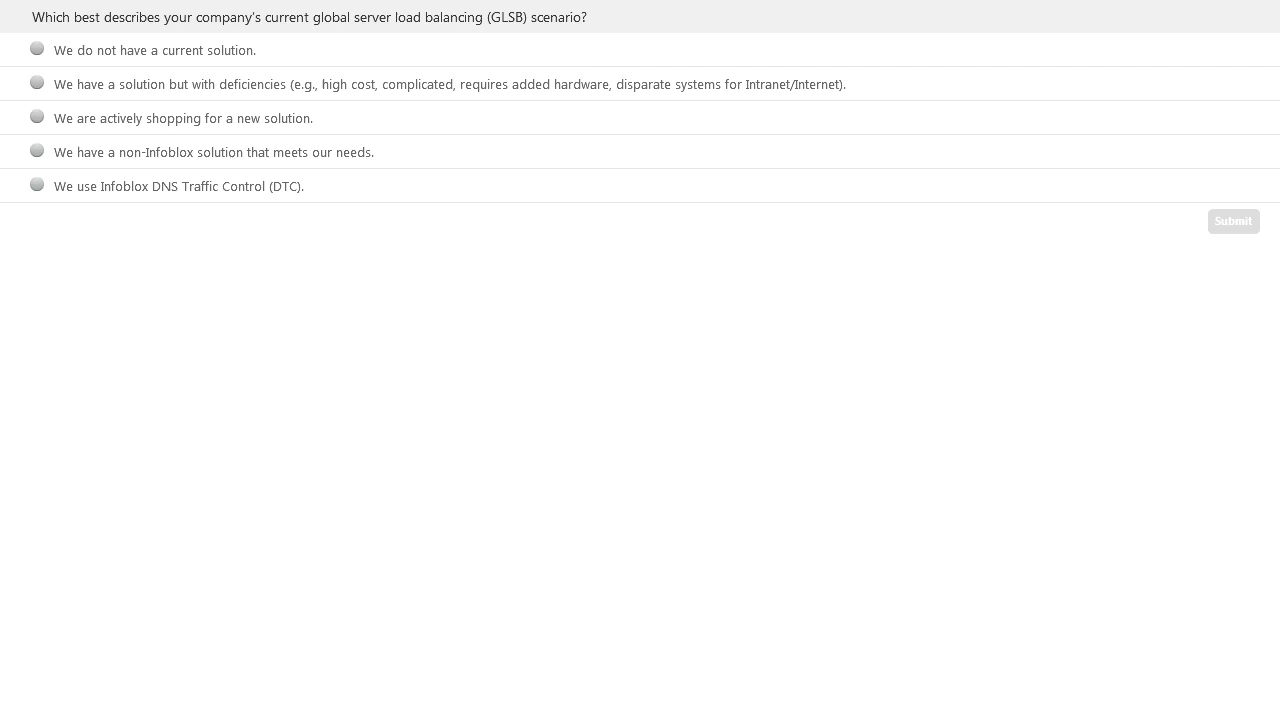 Which best describes your company's current global server load balancing (GLSB) scenario?
We do not have a current solution.
We have a solution but with deficiencies (e.g., high cost, complicated, requires added hardware, disparate systems for Intranet/Internet).
We are actively shopping for a new solution.
We have a non-Infoblox solution that meets our needs.
We use Infoblox DNS Traffic Control (DTC).
Submit